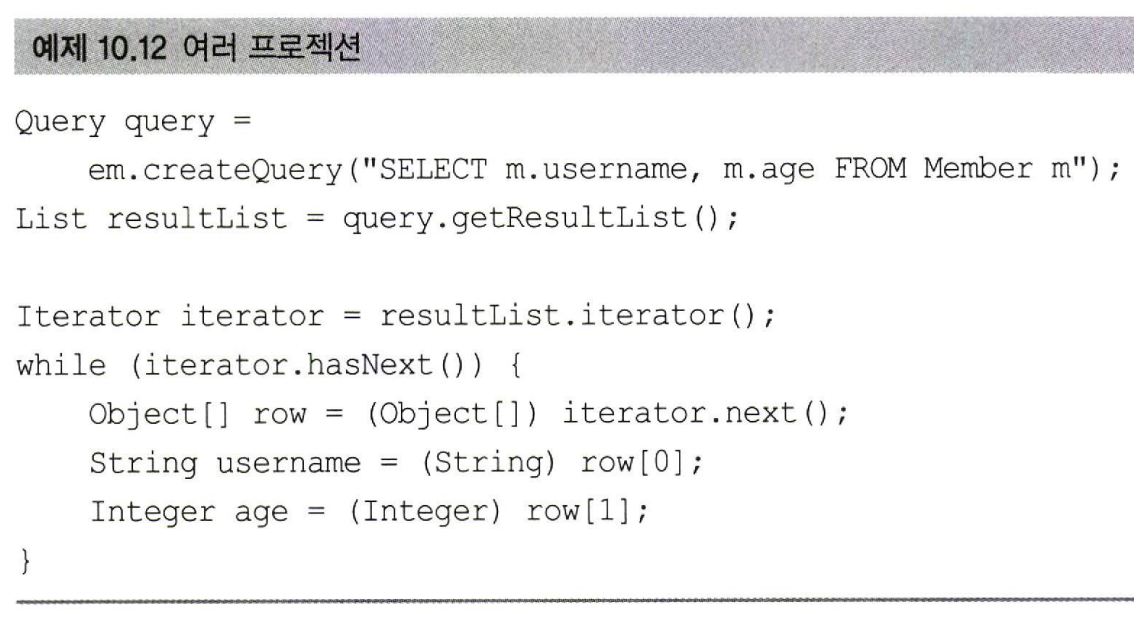 예제 10.12 여러 프로젝션
Query query =
    em.createQuery("SELECT m.username, m.age FROM Member m");
List resultList = query.getResultList();

Iterator iterator = resultList.iterator();
while (iterator.hasNext()) {
    Object[] row = (Object[]) iterator.next();
    String username = (String) row[0];
    Integer age = (Integer) row[1];
}